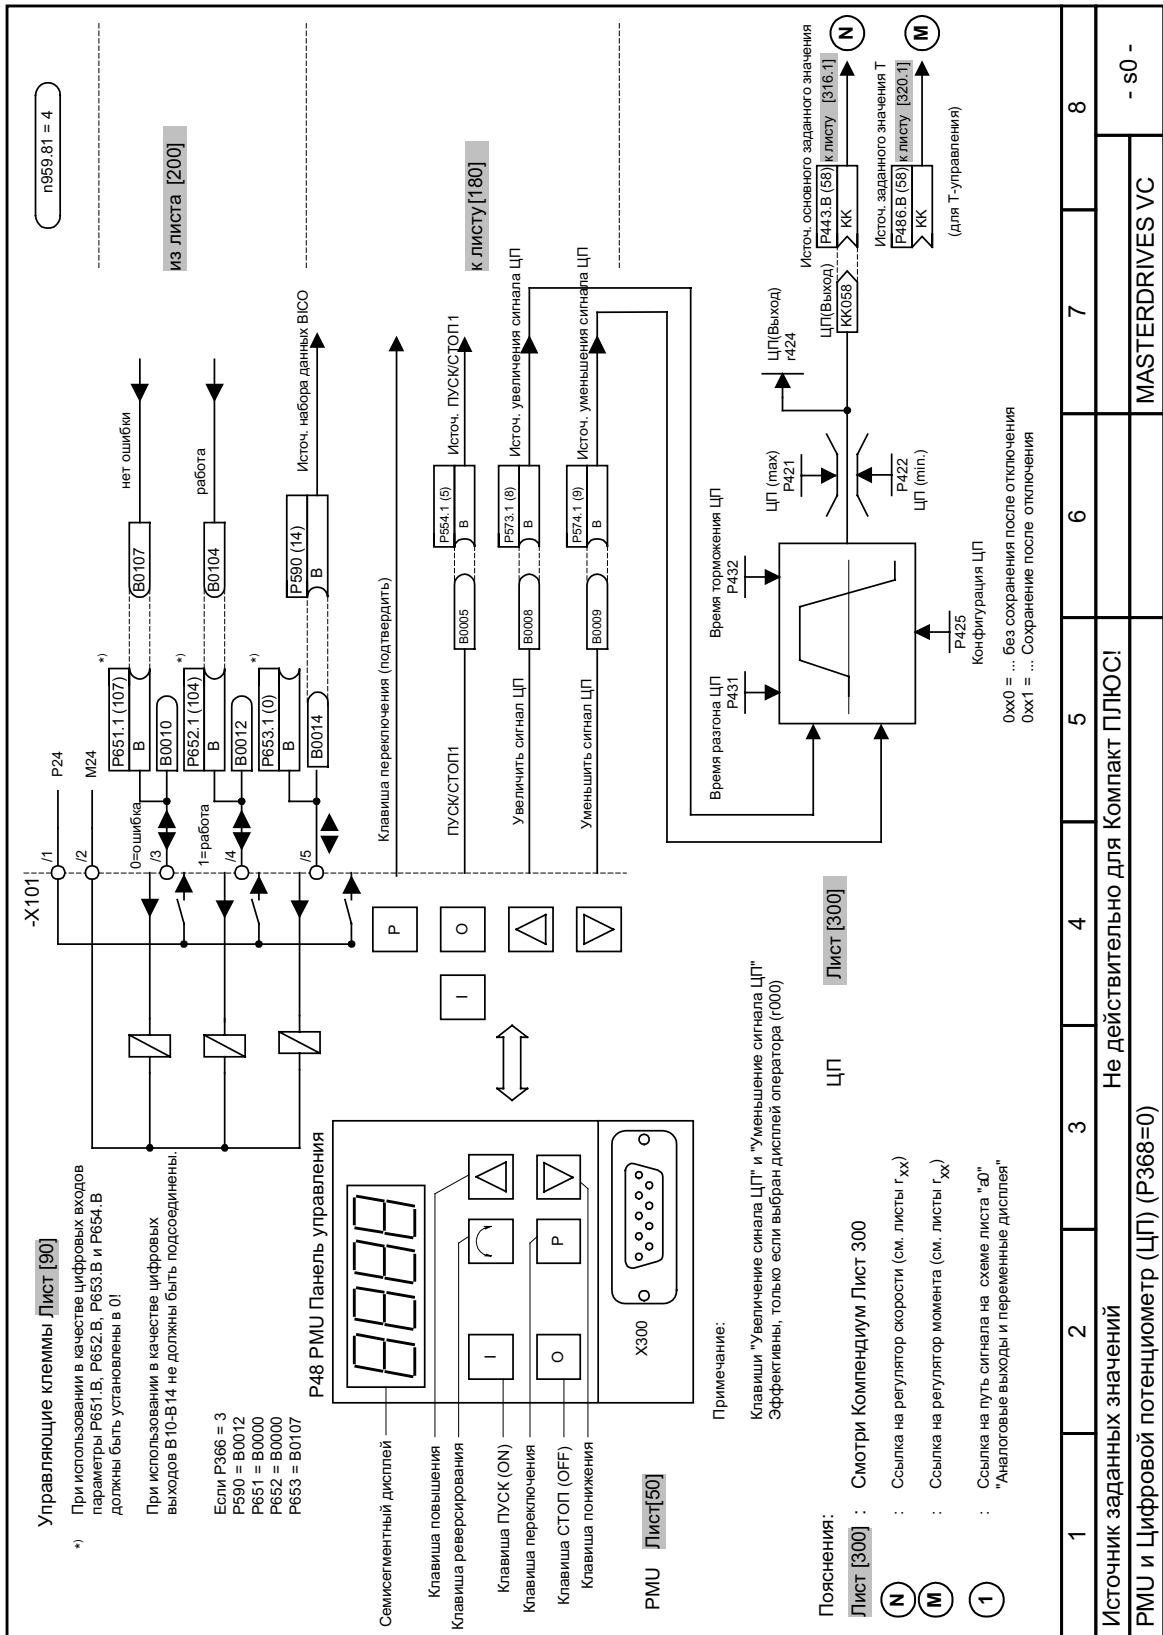 Управляющие клеммы Лист [90]
*)
При использовании в качестве цифровых входов
параметры P651.B, P652.B, P653.B и P654.B
должны быть установлены в 0!
При использовании в качестве цифровых
выходов B10-B14 не должны быть подсоединены.
Если P366 = 3
P590 = B0012
P651 = B0000
P652 = B0000
P653 = B0107
-X101
/1
P24
/2
M24
0=ошибка
/3
P651.1 (107)
B
*)
B0010
B0107
нет ошибки
1=работа
/4
P652.1 (104)
B
*)
B0012
B0104
работа
/5
P653.1 (0)
B
*)
B0014
P590 (14)
B
Источ. набора данных BICO
n959.81 = 4
из листа [200]
P48 PMU Панель управления
Семисегментный дисплей
Клавиша повышения
Клавиша реверсирования
Клавиша ПУСК (ON)
Клавиша переключения
Клавиша СТОП (OFF)
Клавиша понижения
I
O
P
X300
PMU Лист[50]
P
I
O
Клавиша переключения (подтвердить)
ПУСК/СТОП1
B0005
P554.1 (5)
B
Источ. ПУСК/СТОП1
Увеличить сигнал ЦП
B0008
P573.1 (8)
B
Источ. увеличения сигнала ЦП
Уменьшить сигнал ЦП
B0009
P574.1 (9)
B
Источ. уменьшения сигнала ЦП
к листу[180]
Примечание:
Клавиши "Увеличение синала ЦП" и "Уменьшение сигнала ЦП"
Эффективны, только если выбран дисплей оператора (r000)
ЦП
Лист [300]
Время разгона ЦП
P431
Время торможения ЦП
P432
P425
Конфигурация ЦП
0xx0 = ... без сохранения после отключения
0xx1 = ... Сохранение после отключения
ЦП (max)
P421
P422
ЦП (min.)
ЦП(Выход)
r424
ЦП(Выход)
KK058
Источ. основного заданного значения
P443.B (58)
KK
к листу [316.1]
N
Источ. заданного значения T
P486.B (58)
KK
к листу [320.1]
M
(для Т-управления)
Пояснения:
Лист [300] : Смотри Компендиум Лист 300
N : Ссылка на регулятор скорости (см. листы rxx)
M : Ссылка на регулятор момента (см. листы rxx)
1 : Ссылка на путь сигнала на схеме листа "a0"
"Аналоговые выходы и переменные дисплея"
1 2 3 4 5 6 7 8
Источник заданных значений Не действительно для Компакт ПЛЮС!
- s0 -
PMU и Цифровой потенциометр (ЦП) (P368=0) MASTERDRIVES VC